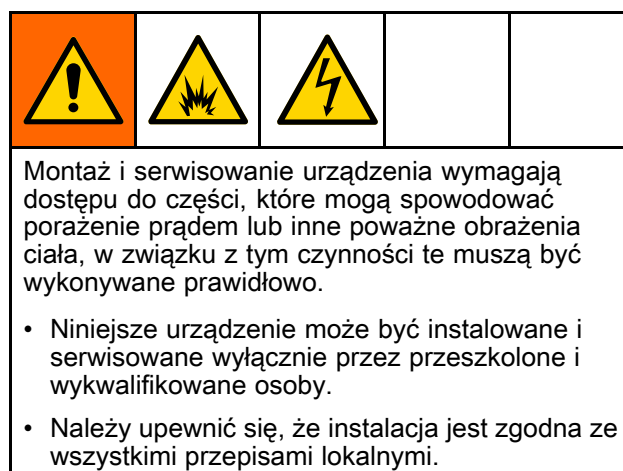 Montaż i serwisowanie urządzenia wymagają
dostępu do części, które mogą spowodować
porażenie prądem lub inne poważne obrażenia
ciała, w związku z tym czynności te muszą być
wykonywane prawidłowo.
• Niniejsze urządzenie może być instalowane i
serwisowane wyłącznie przez przeszkolone i
wykwalifikowane osoby.
• Należy upewnić się, że instalacja jest zgodna ze
wszystkimi przepisami lokalnymi.